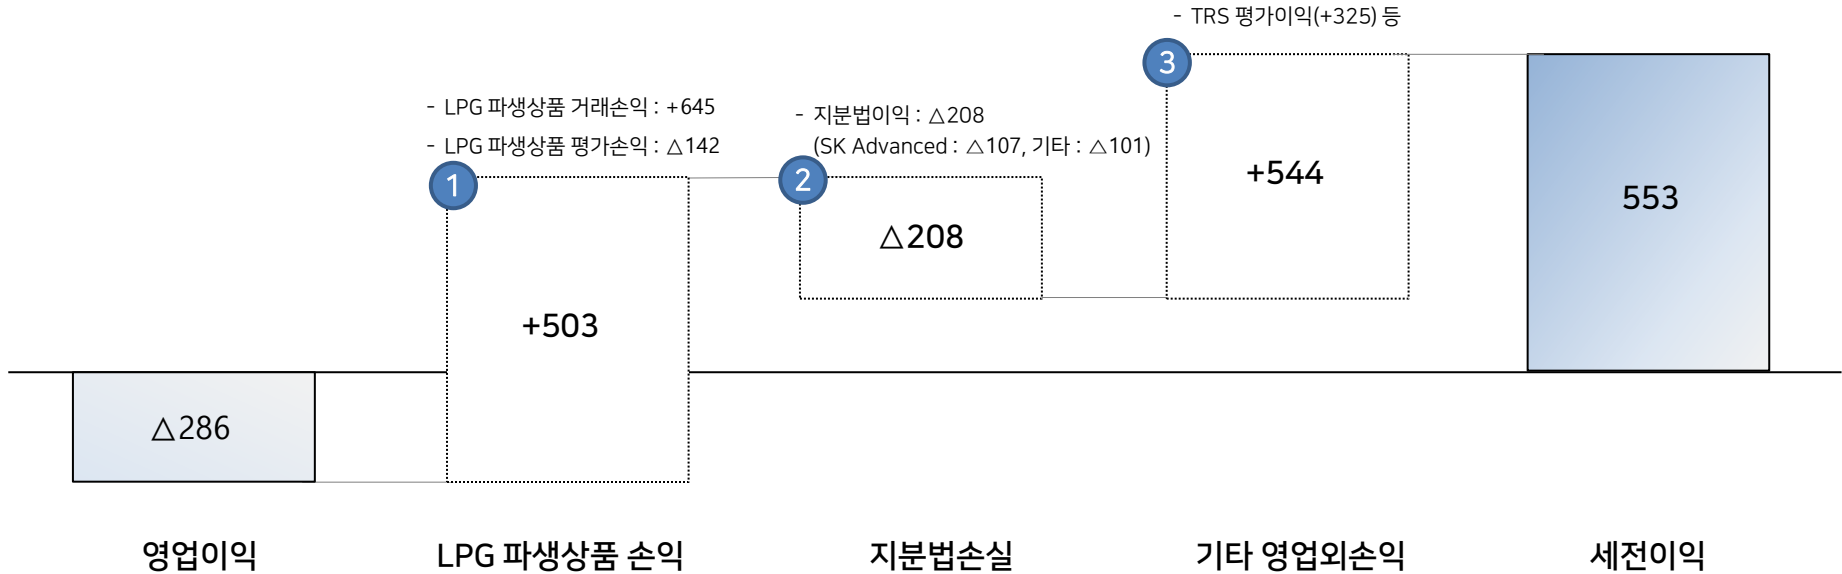 - TRS 평가이익(+325) 등
3
- LPG 파생상품 거래손익 : +645
- LPG 파생상품 평가손익 : △142
- 지분법이익 : △208
(SK Advanced : △107, 기타 : △101)
1
2
+544
553
△208
+503
△286
영업이익
LPG 파생상품 손익
지분법손실
기타 영업외손익
세전이익